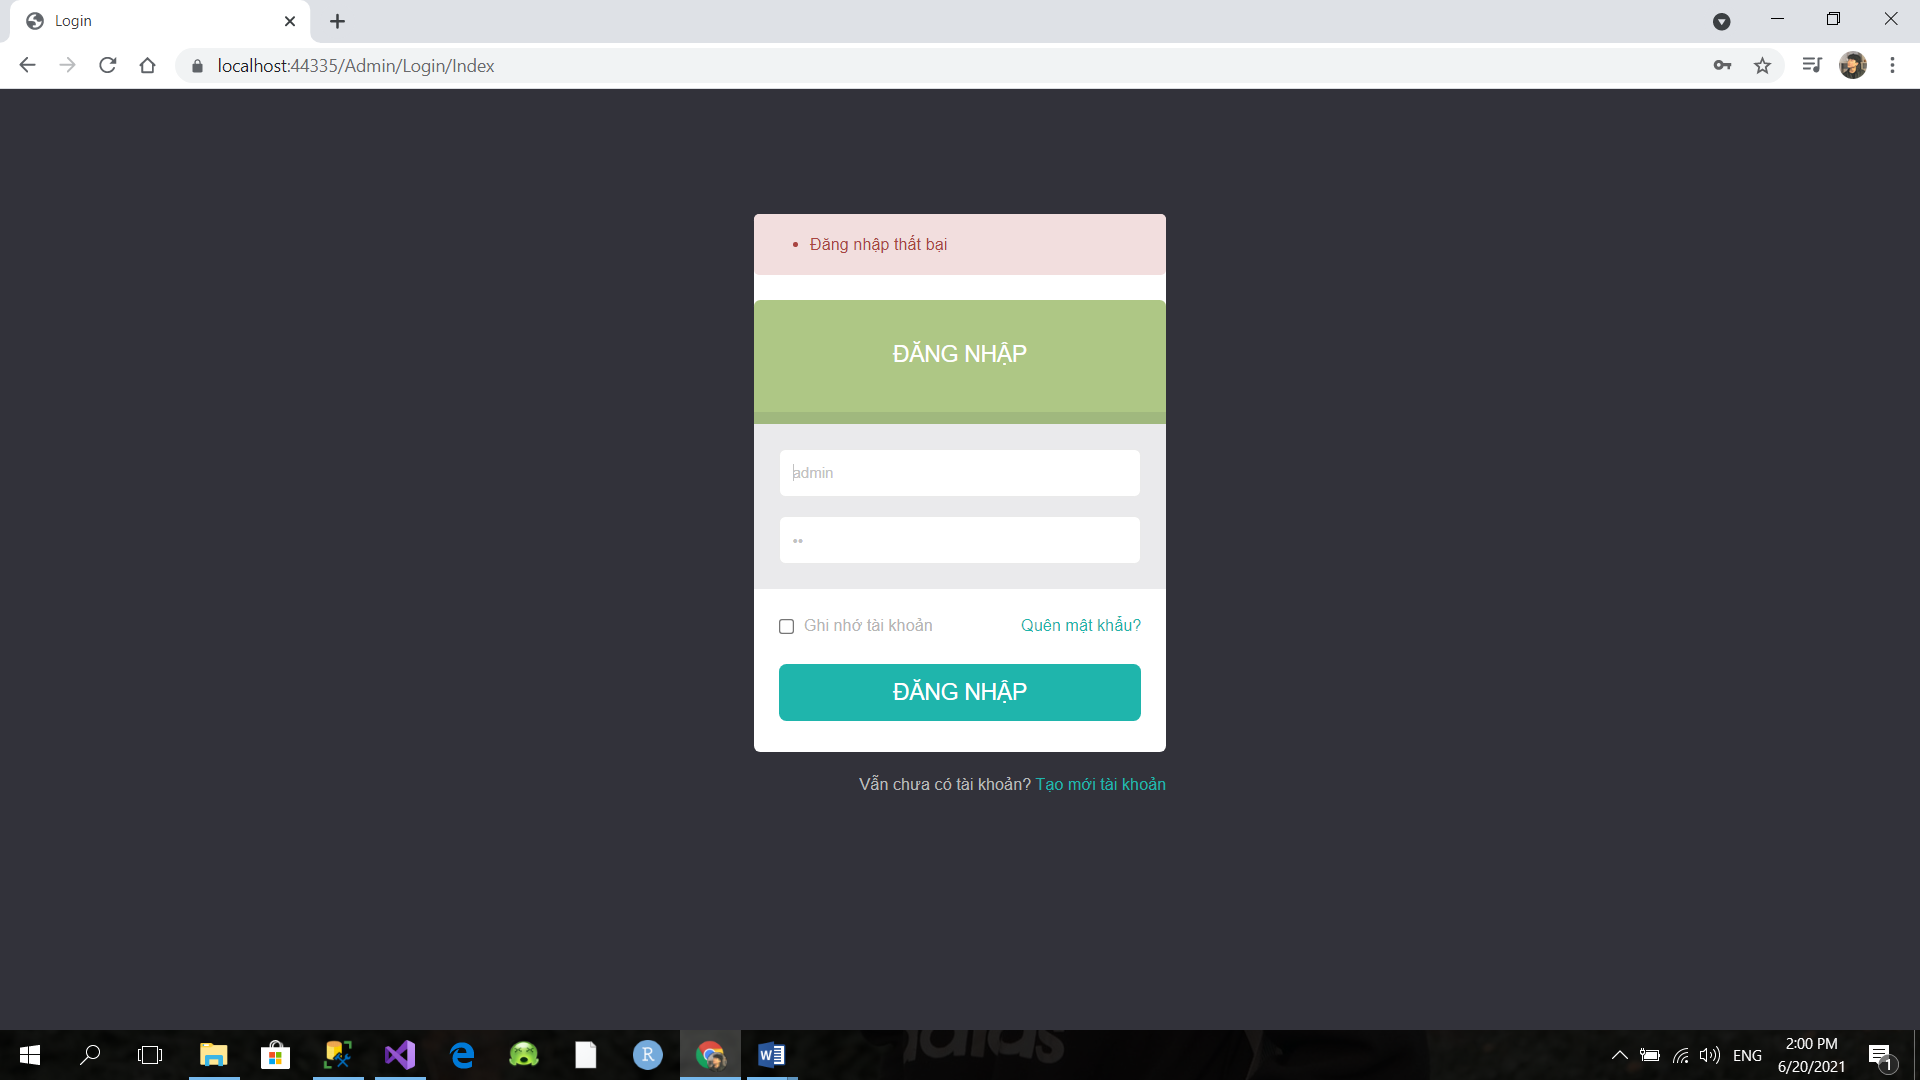 Login
localhost:44335/Admin/Login/Index
Đăng nhập thất bại
ĐĂNG NHẬP
admin
Ghi nhớ tài khoản
Quên mật khẩu?
ĐĂNG NHẬP
Vẫn chưa có tài khoản? Tạo mới tài khoản
R
W
ENG
2:00 PM
6/20/2021
1